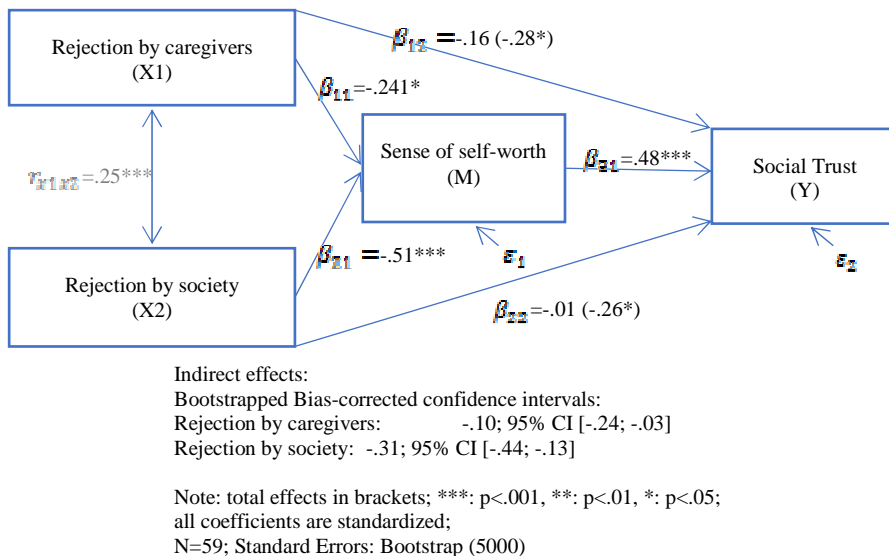 Rejection by caregivers
(X1)
β₁₂ =-.16 (-.28*)
β₁₁=-.241*
Sense of self-worth
(M)
β₃₁=.48***
Social Trust
(Y)
rₓ₁ₓ₂=.25***
Rejection by society
(X2)
β₂₁ =-.51***
ε₁
ε₂
β₂₂=-.01 (-.26*)
Indirect effects:
Bootstrapped Bias-corrected confidence intervals:
Rejection by caregivers: -.10; 95% CI [-.24; -.03]
Rejection by society: -.31; 95% CI [-.44; -.13]
Note: total effects in brackets; ***: p<.001, **: p<.01, *: p<.05;
all coefficients are standardized;
N=59; Standard Errors: Bootstrap (5000)